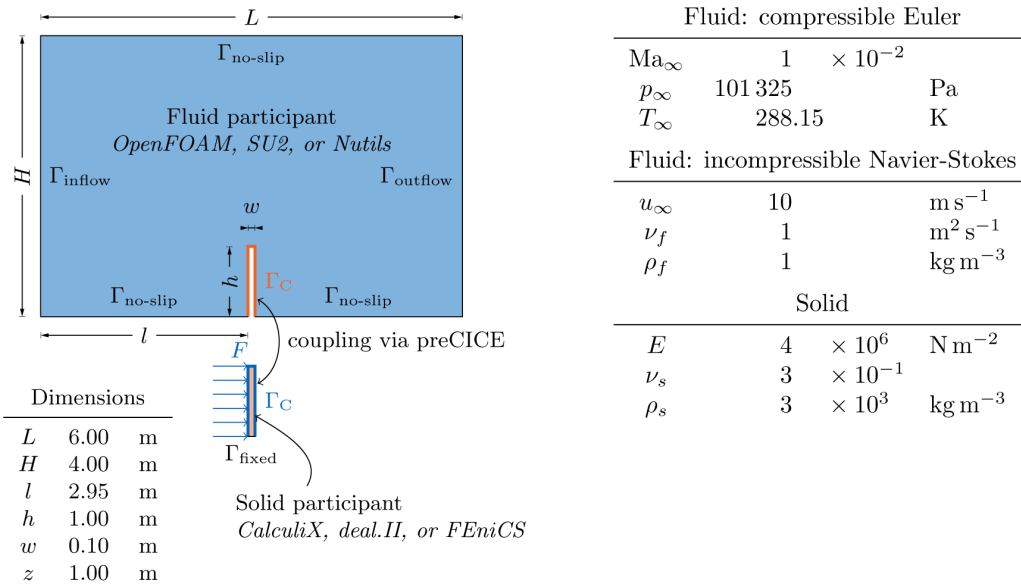 L
Γno-slip
Fluid participant
OpenFOAM, SU2, or Nutils
H
Γinflow
Γoutflow
w
h
ΓC
Γno-slip
Γno-slip
l
coupling via preCICE
F
ΓC
Γfixed
Solid participant
CalculiX, deal.II, or FEniCS
Dimensions
L 6.00 m
H 4.00 m
l 2.95 m
h 1.00 m
w 0.10 m
z 1.00 m
Fluid: compressible Euler
Ma∞ 1 × 10⁻²
p∞ 101 325 Pa
T∞ 288.15 K
Fluid: incompressible Navier-Stokes
u∞ 10 m s⁻¹
νf 1 m² s⁻¹
ρf 1 kg m⁻³
Solid
E 4 × 10⁶ N m⁻²
νs 3 × 10⁻¹
ρs 3 × 10³ kg m⁻³